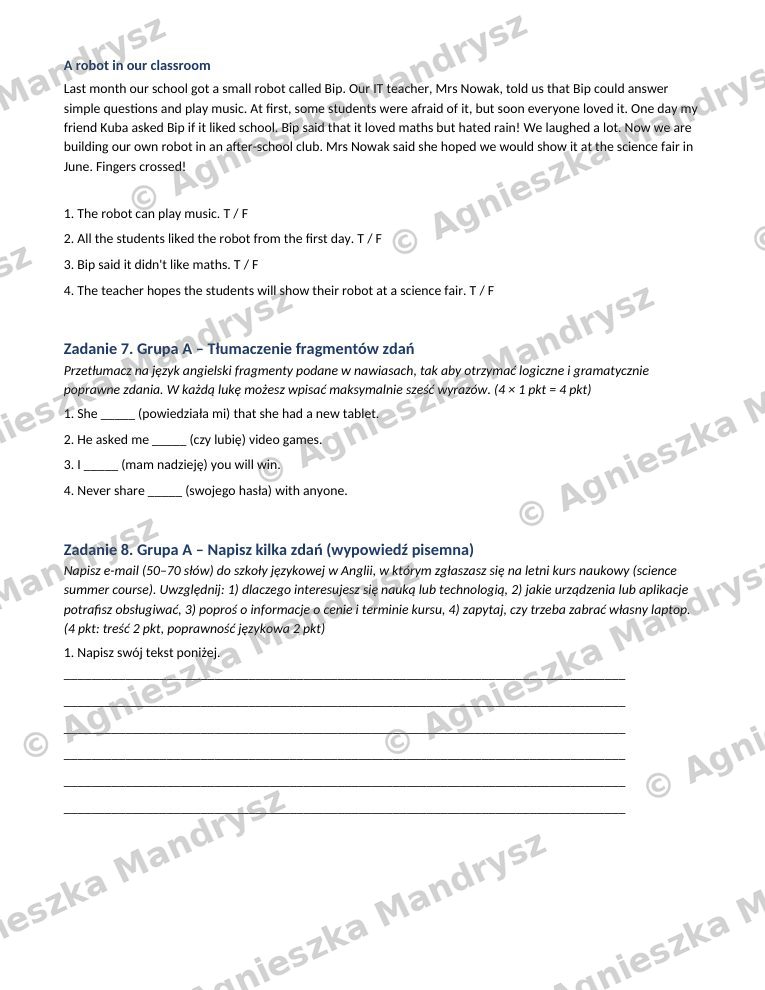 A robot in our classroom
Last month our school got a small robot called Bip. Our IT teacher, Mrs Nowak, told us that Bip could answer
simple questions and play music. At first, some students were afraid of it, but soon everyone loved it. One day my
friend Kuba asked Bip if it liked school. Bip said that it loved maths but hated rain! We laughed a lot. Now we are
building our own robot in an after-school club. Mrs Nowak said she hoped we would show it at the science fair in
June. Fingers crossed!
1. The robot can play music. T / F
2. All the students liked the robot from the first day. T / F
3. Bip said it didn't like maths. T / F
4. The teacher hopes the students will show their robot at a science fair. T / F
Zadanie 7. Grupa A – Tłumaczenie fragmentów zdań
Przetłumacz na język angielski fragmenty podane w nawiasach, tak aby otrzymać logiczne i gramatycznie
poprawne zdania. W każdą lukę możesz wpisać maksymalnie sześć wyrazów. (4 × 1 pkt = 4 pkt)
1. She _____ (powiedziała mi) that she had a new tablet.
2. He asked me _____ (czy lubię) video games.
3. I _____ (mam nadzieję) you will win.
4. Never share _____ (swojego hasła) with anyone.
Zadanie 8. Grupa A – Napisz kilka zdań (wypowiedź pisemna)
Napisz e-mail (50–70 słów) do szkoły językowej w Anglii, w którym zgłaszasz się na letni kurs naukowy (science
summer course). Uwzględnij: 1) dlaczego interesujesz się nauką lub technologią, 2) jakie urządzenia lub aplikacje
potrafisz obsługiwać, 3) poproś o informacje o cenie i terminie kursu, 4) zapytaj, czy trzeba zabrać własny laptop.
(4 pkt: treść 2 pkt, poprawność językowa 2 pkt)
1. Napisz swój tekst poniżej.
© Agnieszka Mandrysz